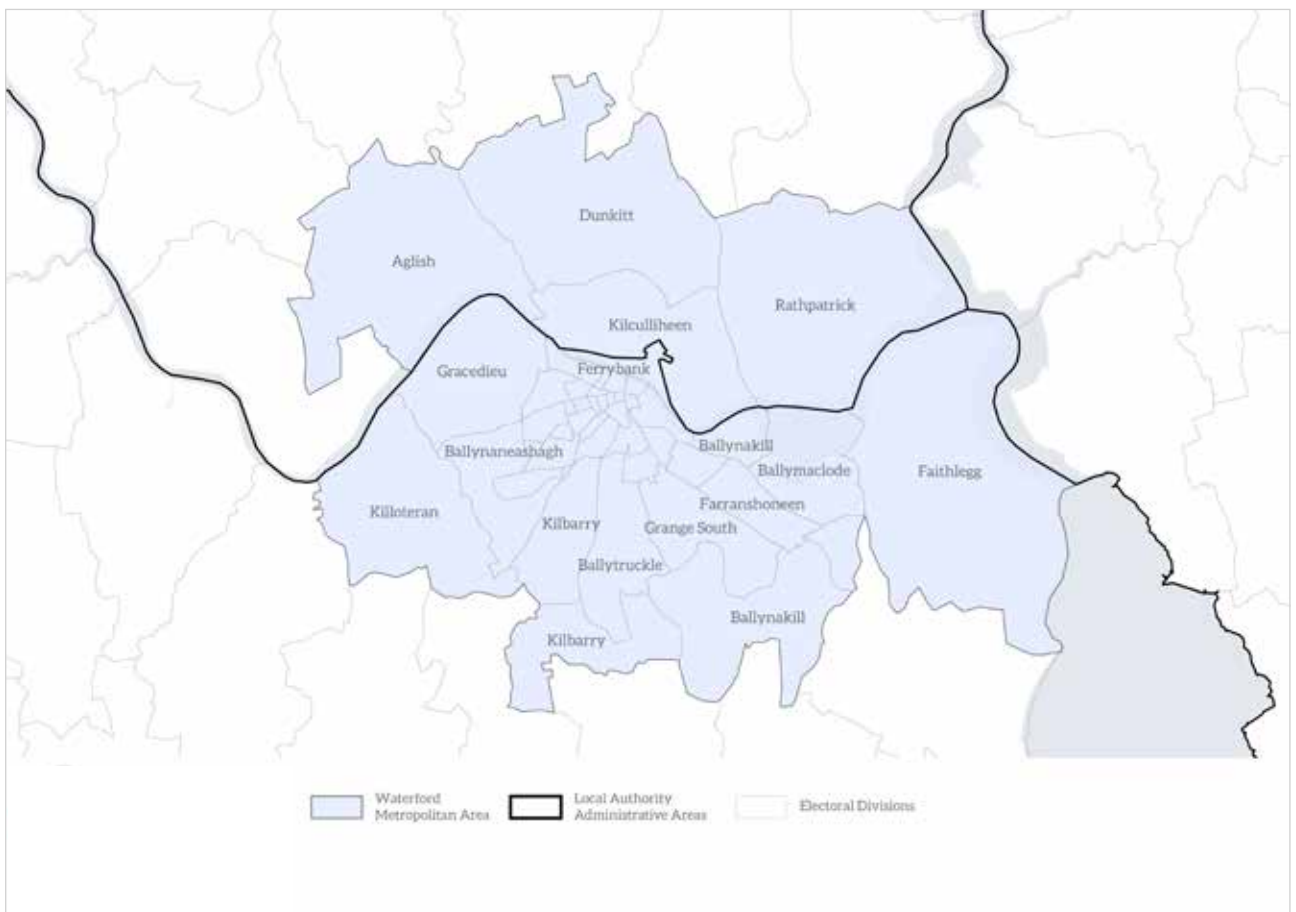 Dunkitt
Aglish
Rathpatrick
Kilculliheen
Gracedieu
Ferrybank
Ballynakill
Ballynaneashagh
Ballymaclode
Faithlegg
Farranshoneen
Killoteran
Kilbarry
Grange South
Ballytruckle
Ballynakill
Kilbarry
Waterford
Metropolitan Area
Local Authority
Administrative Areas
Electoral Divisions